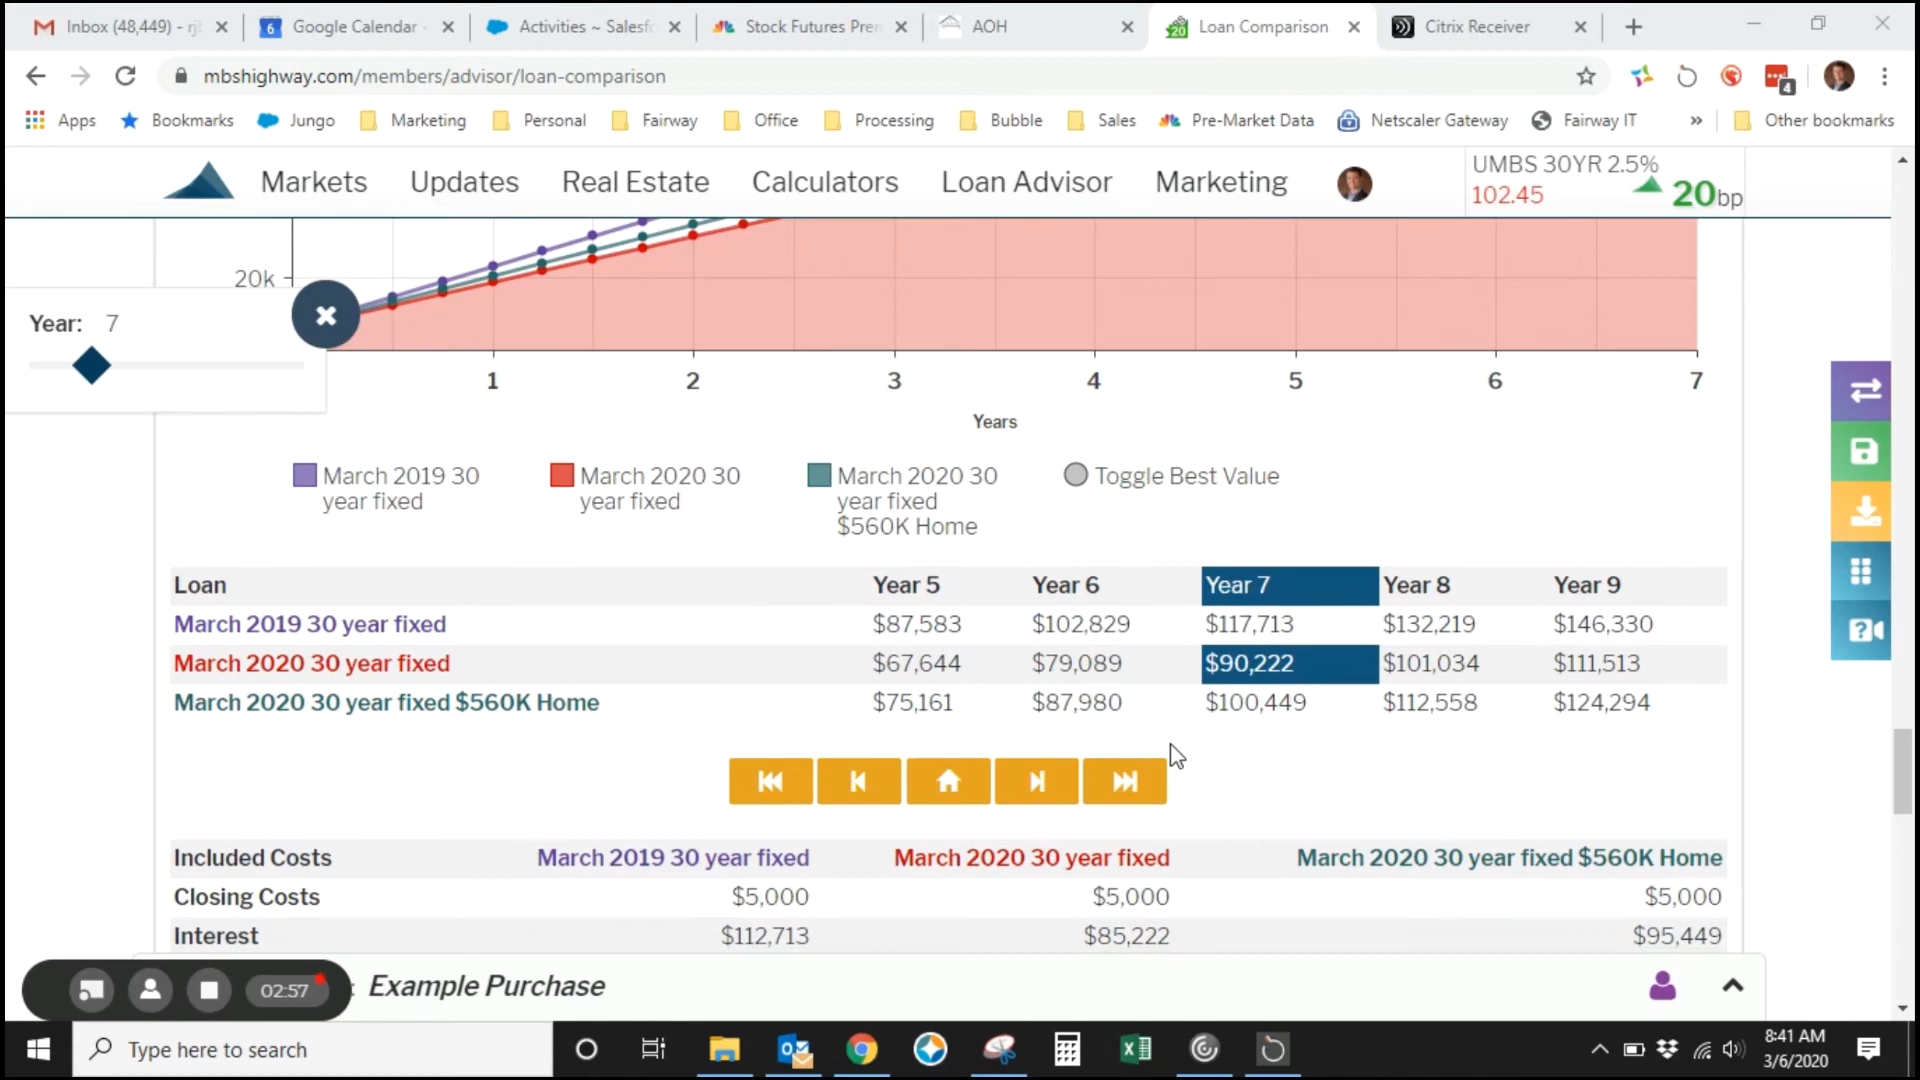 Inbox (48,449) - rj
Google Calendar -
Activities ~ Salesfo
Stock Futures Prem
AOH
20 Loan Comparison
Citrix Receiver
mbshighway.com/members/advisor/loan-comparison
4
Apps
Bookmarks
Jungo
Marketing
Personal
Fairway
Office
Processing
Bubble
Sales
Pre-Market Data
Netscaler Gateway
Fairway IT
»
Other bookmarks
Markets
Updates
Real Estate
Calculators
Loan Advisor
Marketing
UMBS 30YR 2.5%
102.45
20bp
20k
Year: 7
1 2 3 4 5 6 7
Years
March 2019 30
year fixed
March 2020 30
year fixed
March 2020 30
year fixed
$560K Home
Toggle Best Value
Loan Year 5 Year 6 Year 7 Year 8 Year 9
March 2019 30 year fixed $87,583 $102,829 $117,713 $132,219 $146,330
March 2020 30 year fixed $67,644 $79,089 $90,222 $101,034 $111,513
March 2020 30 year fixed $560K Home $75,161 $87,980 $100,449 $112,558 $124,294
Included Costs March 2019 30 year fixed March 2020 30 year fixed March 2020 30 year fixed $560K Home
Closing Costs $5,000 $5,000 $5,000
Interest $112,713 $85,222 $95,449
02:57
: Example Purchase
Type here to search
8:41 AM
3/6/2020